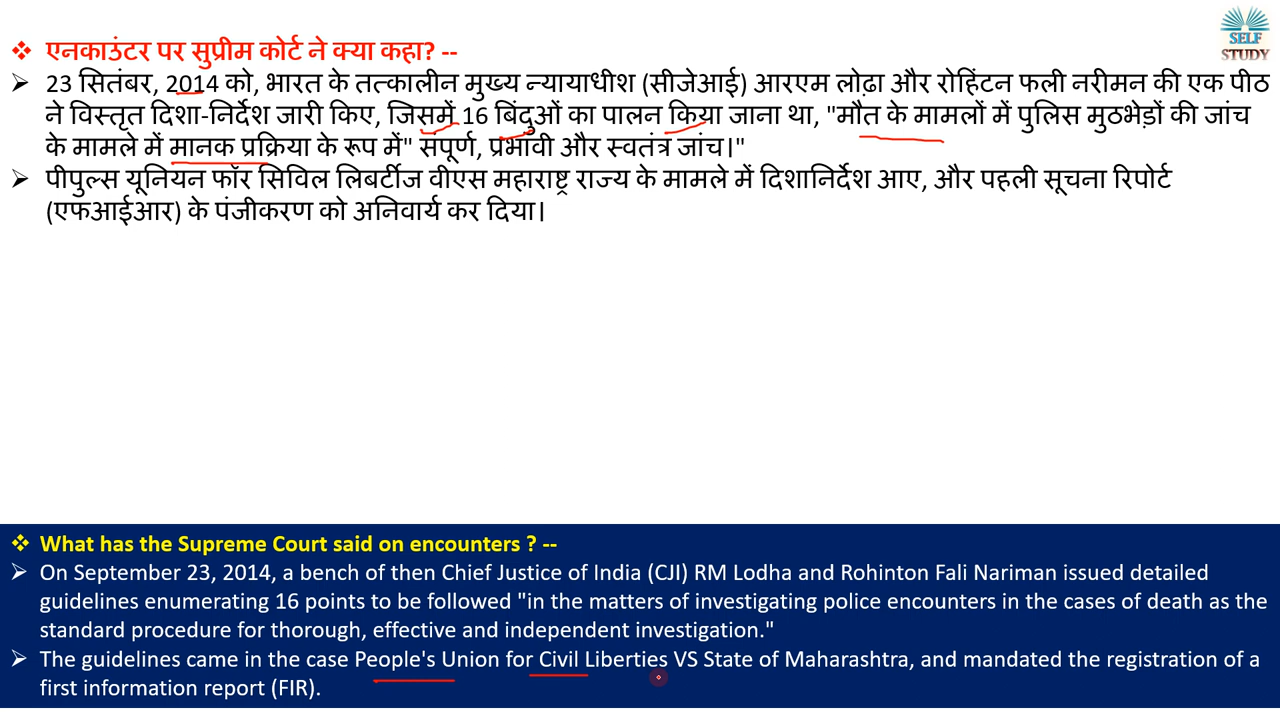 SELF
STUDY
❖ एनकाउंटर पर सुप्रीम कोर्ट ने क्या कहा? --
➢ 23 सितंबर, 2014 को, भारत के तत्कालीन मुख्य न्यायाधीश (सीजेआई) आरएम लोढ़ा और रोहिंटन फली नरीमन की एक पीठ
ने विस्तृत दिशा-निर्देश जारी किए, जिसमें 16 बिंदुओं का पालन किया जाना था, "मौत के मामलों में पुलिस मुठभेड़ों की जांच
के मामले में मानक प्रक्रिया के रूप में" संपूर्ण, प्रभावी और स्वतंत्र जांच।"
➢ पीपुल्स यूनियन फॉर सिविल लिबर्टीज वीएस महाराष्ट्र राज्य के मामले में दिशानिर्देश आए, और पहली सूचना रिपोर्ट
(एफआईआर) के पंजीकरण को अनिवार्य कर दिया।
❖ What has the Supreme Court said on encounters ? --
➢ On September 23, 2014, a bench of then Chief Justice of India (CJI) RM Lodha and Rohinton Fali Nariman issued detailed
guidelines enumerating 16 points to be followed "in the matters of investigating police encounters in the cases of death as the
standard procedure for thorough, effective and independent investigation."
➢ The guidelines came in the case People's Union for Civil Liberties VS State of Maharashtra, and mandated the registration of a
first information report (FIR).